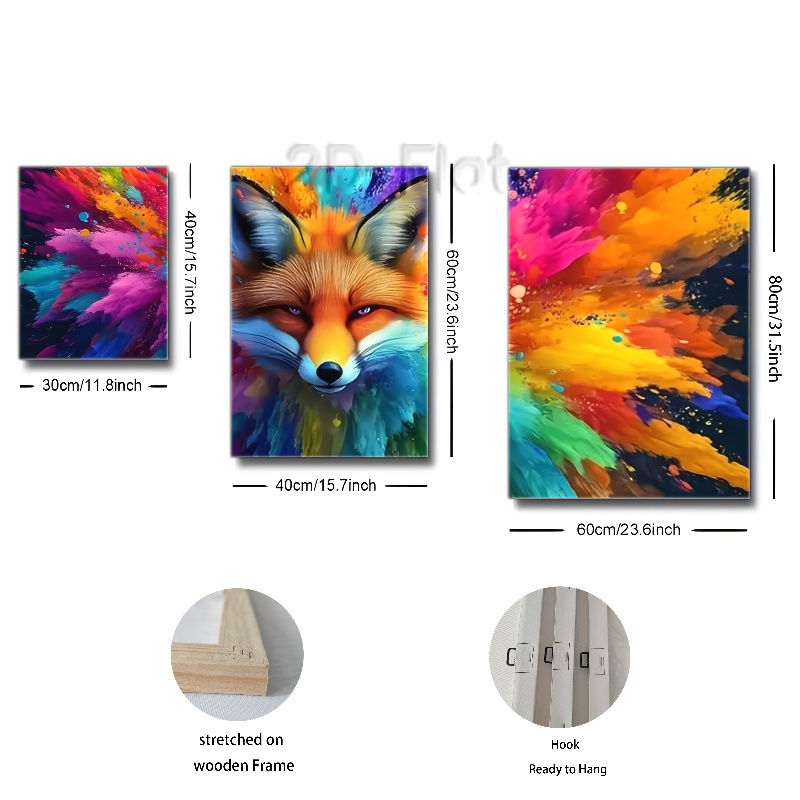 2D Flat
40cm/15.7inch
30cm/11.8inch
60cm/23.6inch
40cm/15.7inch
80cm/31.5inch
60cm/23.6inch
stretched on
wooden Frame
Hook
Ready to Hang